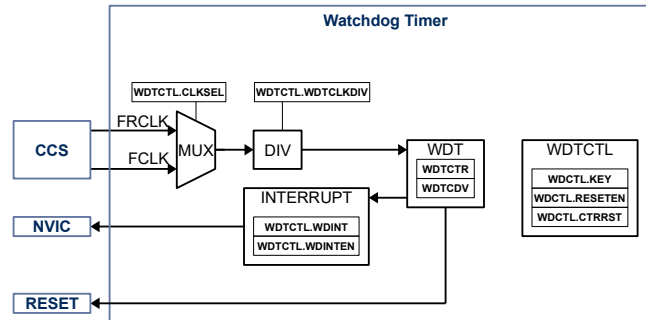 Watchdog Timer
WDTCTL.CLKSEL
WDTCTL.WDTCLKDIV
CCS
FRCLK
FCLK
MUX
DIV
WDT
WDTCTR
WDTCDV
WDTCTL
WDCTL.KEY
WDCTL.RESETEN
WDCTL.CTRRST
INTERRUPT
WDTCTL.WDINT
WDTCTL.WDINTEN
NVIC
RESET